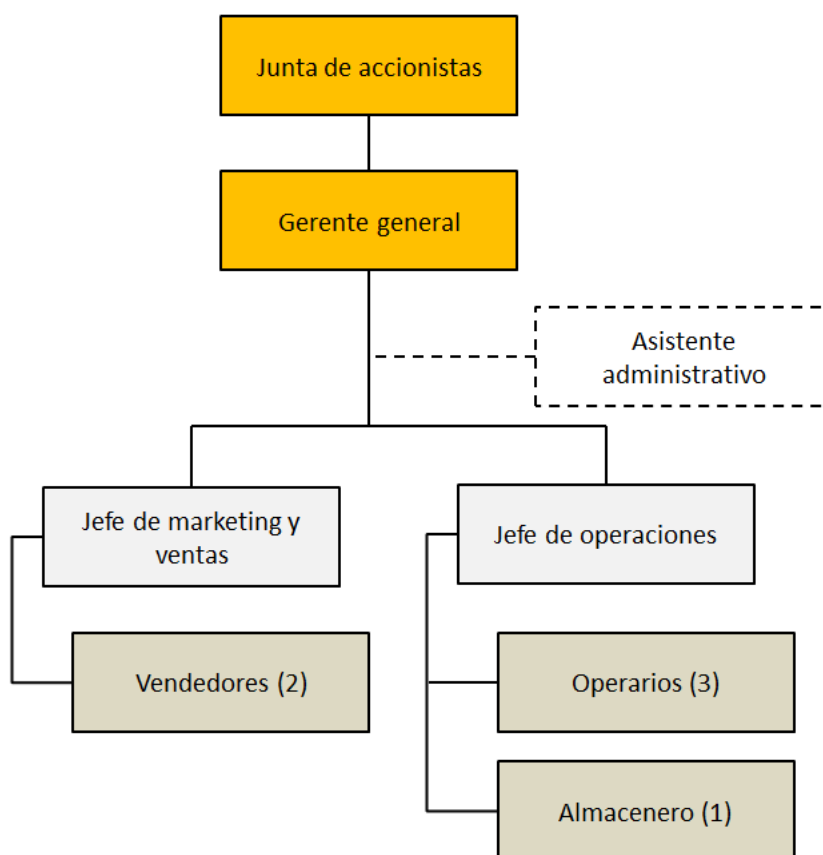 Junta de accionistas
Gerente general
Asistente
administrativo
Jefe de marketing y
ventas
Jefe de operaciones
Vendedores (2)
Operarios (3)
Almacenero (1)